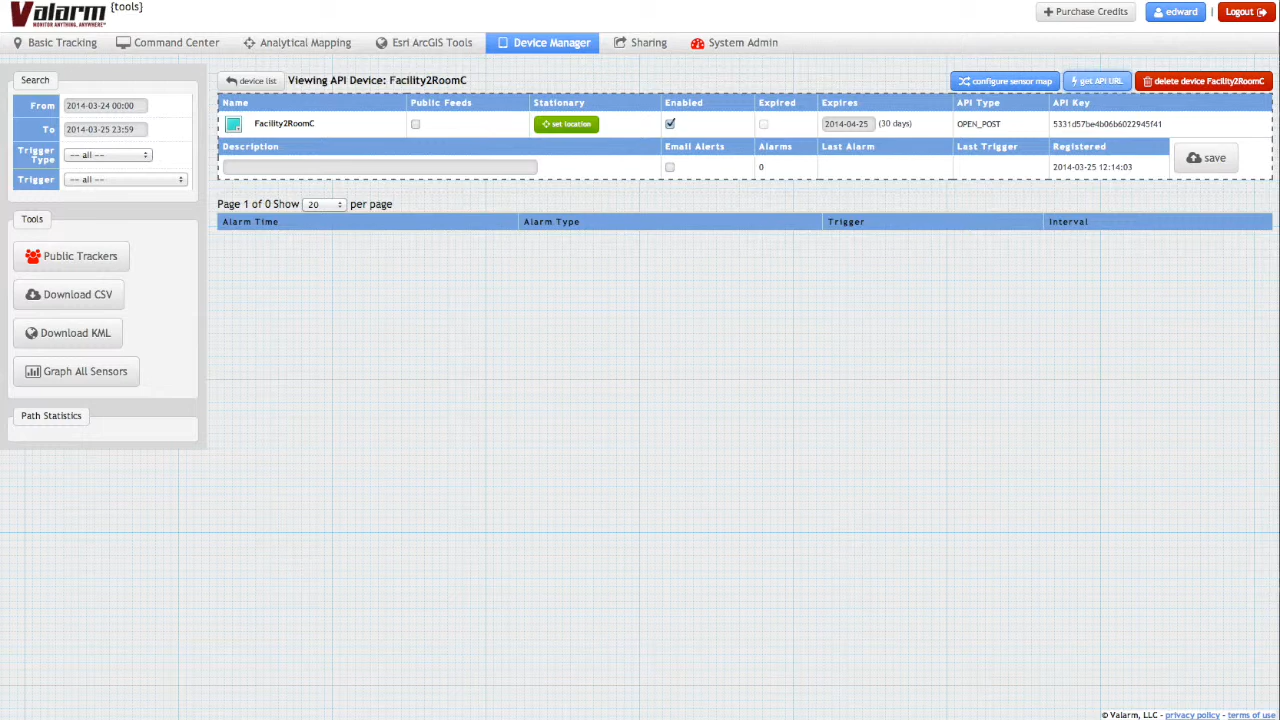 Valarm {tools}
MONITOR ANYTHING, ANYWHERE™
Purchase Credits edward | Logout
Basic Tracking Command Center Analytical Mapping Esri ArcGIS Tools Device Manager Sharing System Admin
Search
From 2014-03-24 00:00
To 2014-03-25 23:59
Trigger Type -- all --
Trigger -- all --
Tools
Public Trackers
Download CSV
Download KML
Graph All Sensors
Path Statistics
device list Viewing API Device: Facility2RoomC configure sensor map get API URL delete device Facility2RoomC
Name Public Feeds Stationary Enabled Expired Expires API Type API Key
Facility2RoomC set location 2014-04-25 (30 days) OPEN_POST 5331d57be4b06b6022945f41
Description Email Alerts Alarms Last Alarm Last Trigger Registered
0 2014-03-25 12:14:03 save
Page 1 of 0 Show 20 per page
Alarm Time Alarm Type Trigger Interval
© Valarm, LLC - privacy policy - terms of use